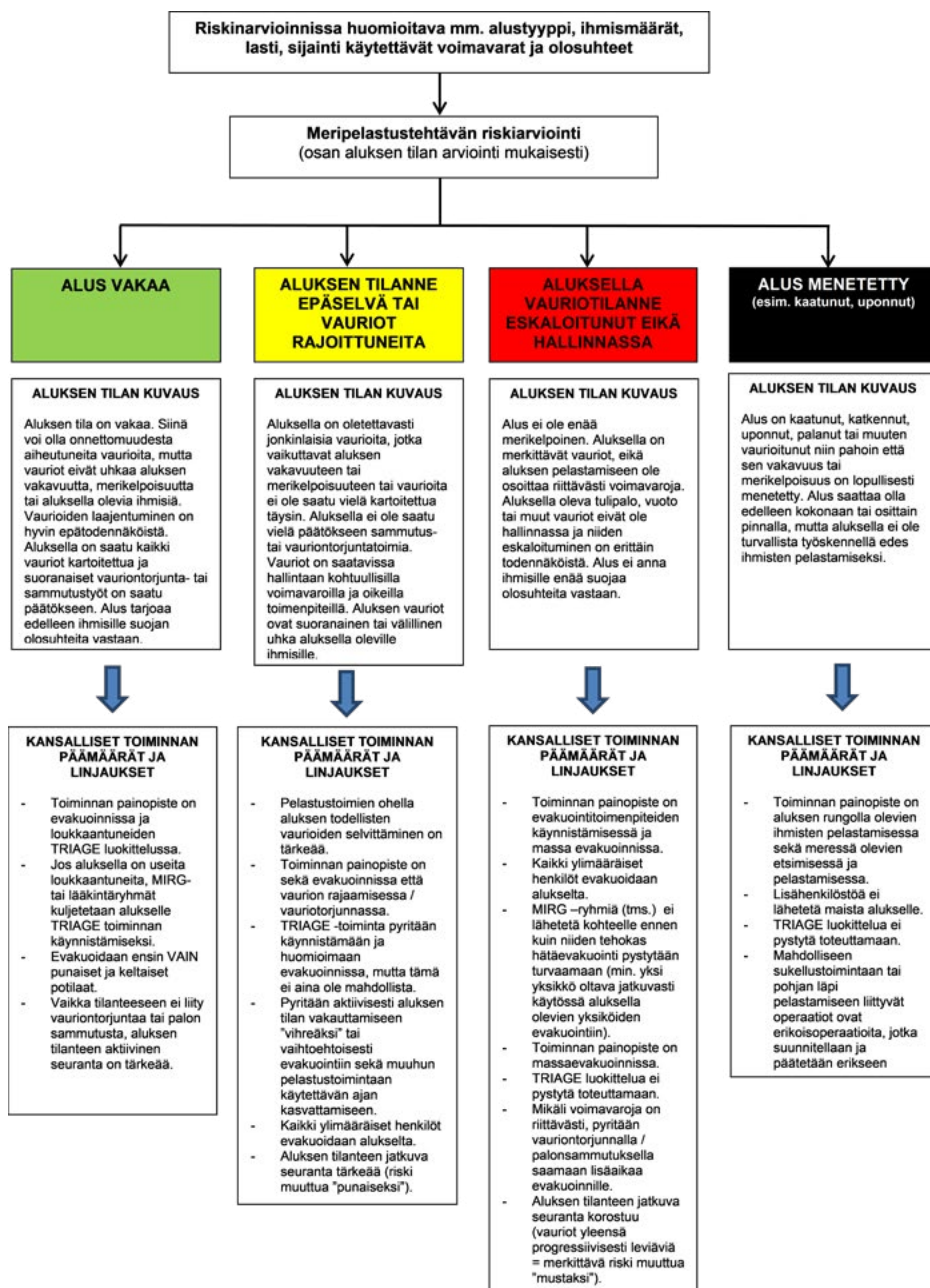 Riskinarvioinnissa huomioitava mm. alustyyppi, ihmismäärät,
lasti, sijainti käytettävät voimavarat ja olosuhteet
Meripelastustehtävän riskiarviointi
(osan aluksen tilan arviointi mukaisesti)
ALUS VAKAA
ALUKSEN TILANNE
EPÄSELVÄ TAI
VAURIOT
RAJOITTUNEITA
ALUKSELLA
VAURIOTILANNE
ESKALOITUNUT EIKÄ
HALLINNASSA
ALUS MENETETTY
(esim. kaatunut, uponnut)
ALUKSEN TILAN KUVAUS
Aluksen tila on vakaa. Siinä
voi olla onnettomuudesta
aiheutuneita vaurioita, mutta
vauriot eivät uhkaa aluksen
vakavuutta, merikelpoisuutta
tai aluksella olevia ihmisiä.
Vaurioiden laajentuminen on
hyvin epätodennäköistä.
Aluksella on saatu kaikki
vauriot kartoitettua ja
suoranaiset vauriontorjunta- tai
sammutustyöt on saatu
päätökseen. Alus tarjoaa
edelleen ihmisille suojan
olosuhteita vastaan.
ALUKSEN TILAN KUVAUS
Aluksella on oletettavasti
jonkinlaisia vaurioita, jotka
vaikuttavat aluksen
vakavuuteen tai
merikelpoisuuteen tai vaurioita
ei ole saatu vielä kartoitettua
täysin. Aluksella ei ole saatu
vielä päätökseen sammutus-
tai vauriontorjuntatoimia.
Vauriot on saatavissa
hallintaan kohtuullisilla
voimavaroilla ja oikeilla
toimenpiteillä. Aluksen vauriot
ovat suoranainen tai välillinen
uhka aluksella oleville
ihmisille.
ALUKSEN TILAN KUVAUS
Alus ei ole enää
merikelpoinen. Aluksella on
merkittävät vauriot, eikä
aluksen pelastamiseen ole
osoittaa riittävästi voimavaroja.
Aluksella oleva tulipalo, vuoto
tai muut vauriot eivät ole
hallinnassa ja niiden
eskaloituminen on erittäin
todennäköistä. Alus ei anna
ihmisille enää suojaa
olosuhteita vastaan.
ALUKSEN TILAN KUVAUS
Alus on kaatunut, katkennut,
uponnut, palanut tai muuten
vaurioitunut niin pahoin että
sen vakavuus tai
merikelpoisuus on lopullisesti
menetetty. Alus saattaa olla
edelleen kokonaan tai osittain
pinnalla, mutta aluksella ei ole
turvallista työskennellä edes
ihmisten pelastamiseksi.
KANSALLISET TOIMINNAN
PÄÄMÄÄRÄT JA
LINJAUKSET
- Toiminnan painopiste on
evakuoinnissa ja
loukkaantuneiden
TRIAGE luokittelussa.
- Jos aluksella on useita
loukkaantuneita, MIRG-
tai lääkintäryhmät
kuljetetaan alukselle
TRIAGE toiminnan
käynnistämiseksi.
- Evakuoidaan ensin VAIN
punaiset ja keltaiset
potilaat.
- Vaikka tilanteeseen ei liity
vauriontorjuntaa tai palon
sammutusta, aluksen
tilanteen aktiivinen
seuranta on tärkeää.
KANSALLISET TOIMINNAN
PÄÄMÄÄRÄT JA
LINJAUKSET
- Pelastustoimien ohella
aluksen todellisten
vaurioiden selvittäminen on
tärkeää.
- Toiminnan painopiste on
sekä evakuoinnissa että
vaurion rajaamisessa /
vauriotorjunnassa.
- TRIAGE -toiminta pyritään
käynnistämään ja
huomioimaan
evakuoinnissa, mutta tämä
ei aina ole mahdollista.
- Pyritään aktiivisesti aluksen
tilan vakauttamiseen
"vihreäksi" tai
vaihtoehtoisesti
evakuointiin sekä muuhun
pelastustoimintaan
käytettävän ajan
kasvattamiseen.
- Kaikki ylimääräiset henkilöt
evakuoidaan alukselta.
- Aluksen tilanteen jatkuva
seuranta tärkeää (riski
muuttua "punaiseksi").
KANSALLISET TOIMINNAN
PÄÄMÄÄRÄT JA
LINJAUKSET
- Toiminnan painopiste on
evakuointitoimenpiteiden
käynnistämisessä ja
massa evakuoinnissa.
- Kaikki ylimääräiset
henkilöt evakuoidaan
alukselta.
- MIRG –ryhmiä (tms.) ei
lähetetä kohteelle ennen
kuin niiden tehokas
hätäevakuointi pystytään
turvaamaan (min. yksi
yksikkö oltava jatkuvasti
käytössä aluksella
olevien yksiköiden
evakuointiin).
- Toiminnan painopiste on
massaevakuoinnissa.
- TRIAGE luokittelua ei
pystytä toteuttamaan.
- Mikäli voimavaroja on
riittävästi, pyritään
vauriontorjunnalla /
palonsammutuksella
saamaan lisäaikaa
evakuoinnille.
- Aluksen tilanteen jatkuva
seuranta korostuu
(vauriot yleensä
progressiivisesti leviäviä
= merkittävä riski muuttua
"mustaksi").
KANSALLISET TOIMINNAN
PÄÄMÄÄRÄT JA
LINJAUKSET
- Toiminnan painopiste on
aluksen rungolla olevien
ihmisten pelastamisessa
sekä meressä olevien
etsimisessä ja
pelastamisessa.
- Lisähenkilöstöä ei
lähetetä maista alukselle.
- TRIAGE luokittelua ei
pystytä toteuttamaan.
- Mahdolliseen
sukellustoimintaan tai
pohjan läpi
pelastamiseen liittyvät
operaatiot ovat
erikoisoperaatioita, jotka
suunnitellaan ja
päätetään erikseen